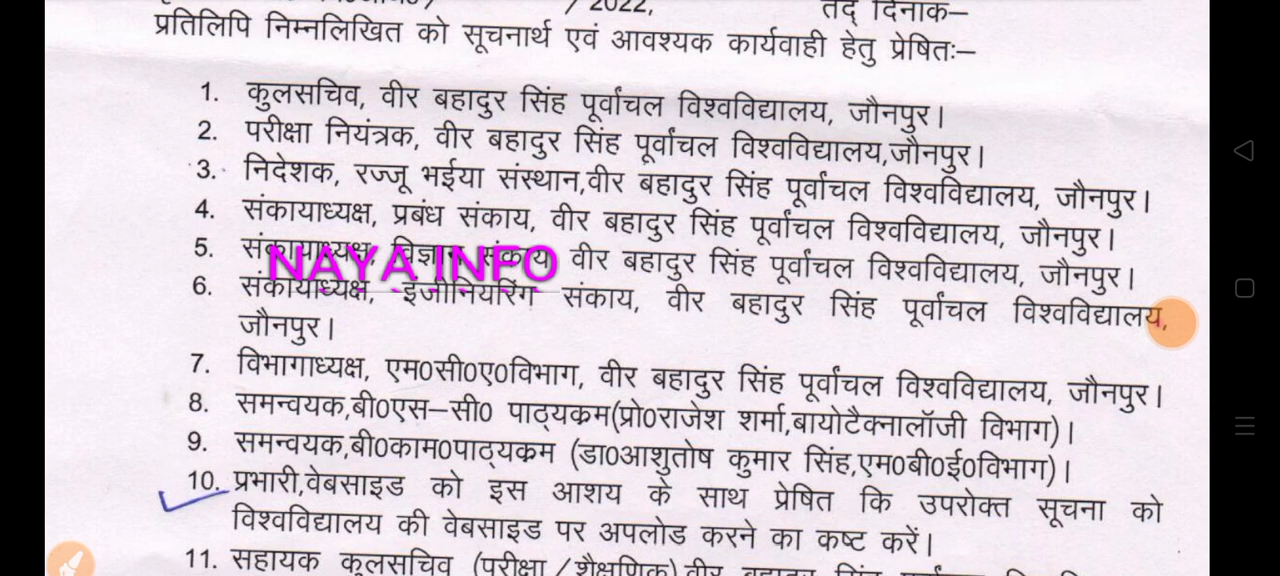 / 2022, तद् दिनांक–
प्रतिलिपि निम्नलिखित को सूचनार्थ एवं आवश्यक कार्यवाही हेतु प्रेषितः–
1. कुलसचिव, वीर बहादुर सिंह पूर्वांचल विश्वविद्यालय, जौनपुर।
2. परीक्षा नियंत्रक, वीर बहादुर सिंह पूर्वांचल विश्वविद्यालय,जौनपुर।
3. निदेशक, रज्जू भईया संस्थान,वीर बहादुर सिंह पूर्वांचल विश्वविद्यालय, जौनपुर।
4. संकायाध्यक्ष, प्रबंध संकाय, वीर बहादुर सिंह पूर्वांचल विश्वविद्यालय, जौनपुर।
5. संकायाध्यक्ष, विज्ञान संकाय, वीर बहादुर सिंह पूर्वांचल विश्वविद्यालय, जौनपुर।
NAYA INFO
6. संकायाध्यक्ष, इंजीनियरिंग संकाय, वीर बहादुर सिंह पूर्वांचल विश्वविद्यालय,
जौनपुर।
7. विभागाध्यक्ष, एम0सी0ए0विभाग, वीर बहादुर सिंह पूर्वांचल विश्वविद्यालय, जौनपुर।
8. समन्वयक,बी0एस–सी0 पाठ्यकम(प्रो0राजेश शर्मा,बायोटैक्नालॉजी विभाग)।
9. समन्वयक,बी0काम0पाठ्यकम (डा0आशुतोष कुमार सिंह,एम0बी0ई0विभाग)।
10. प्रभारी,वेबसाइड को इस आशय के साथ प्रेषित कि उपरोक्त सूचना को
विश्वविद्यालय की वेबसाइड पर अपलोड करने का कष्ट करें।
11. सहायक कुलसचिव (परीक्षा/शैक्षणिक),वीर बहादुर सिंह